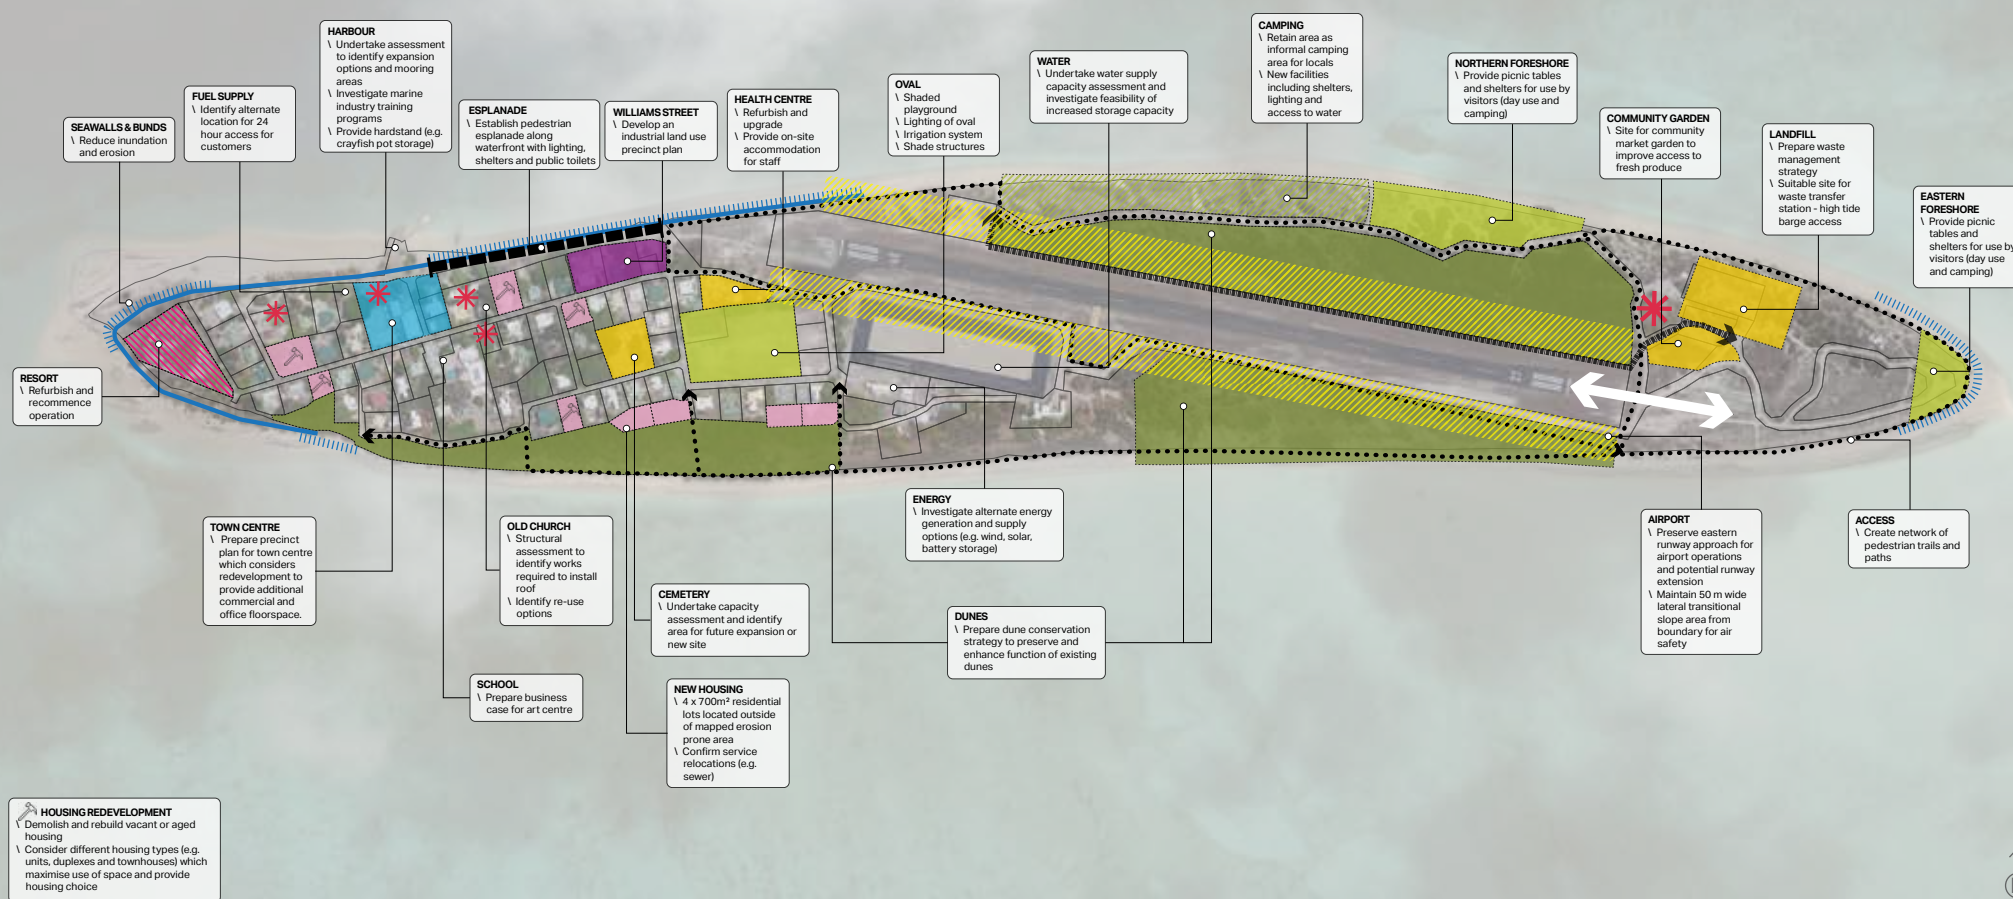 HARBOUR
\ Undertake assessment
to identify expansion
options and mooring
areas
\ Investigate marine
industry training
programs
\ Provide hardstand (e.g.
crayfish pot storage)
CAMPING
\ Retain area as
informal camping
area for locals
\ New facilities
including shelters,
lighting and
access to water
WATER
\ Undertake water supply
capacity assessment and
investigate feasibility of
increased storage capacity
NORTHERN FORESHORE
\ Provide picnic tables
and shelters for use by
visitors (day use and
camping)
OVAL
\ Shaded
playground
\ Lighting of oval
\ Irrigation system
\ Shade structures
FUEL SUPPLY
\ Identify alternate
location for 24
hour access for
customers
HEALTH CENTRE
\ Refurbish and
upgrade
\ Provide on-site
accommodation
for staff
ESPLANADE
\ Establish pedestrian
esplanade along
waterfront with lighting,
shelters and public toilets
WILLIAMS STREET
\ Develop an
industrial land use
precinct plan
COMMUNITY GARDEN
\ Site for community
market garden to
improve access to
fresh produce
SEAWALLS & BUNDS
\ Reduce inundation
and erosion
LANDFILL
\ Prepare waste
management
strategy
\ Suitable site for
waste transfer
station - high tide
barge access
EASTERN
FORESHORE
\ Provide picnic
tables and
shelters for use by
visitors (day use
and camping)
RESORT
\ Refurbish and
recommence
operation
ENERGY
\ Investigate alternate energy
generation and supply
options (e.g. wind, solar,
battery storage)
AIRPORT
\ Preserve eastern
runway approach for
airport operations
and potential runway
extension
\ Maintain 50 m wide
lateral transitional
slope area from
boundary for air
safety
ACCESS
\ Create network of
pedestrian trails and
paths
TOWN CENTRE
\ Prepare precinct
plan for town centre
which considers
redevelopment to
provide additional
commercial and
office floorspace.
OLD CHURCH
\ Structural
assessment to
identify works
required to install
roof
\ Identify re-use
options
CEMETERY
\ Undertake capacity
assessment and identify
area for future expansion or
new site
DUNES
\ Prepare dune conservation
strategy to preserve and
enhance function of existing
dunes
SCHOOL
\ Prepare business
case for art centre
NEW HOUSING
\ 4 x 700m² residential
lots located outside
of mapped erosion
prone area
\ Confirm service
relocations (e.g.
sewer)
HOUSING REDEVELOPMENT
\ Demolish and rebuild vacant or aged
housing
\ Consider different housing types (e.g.
units, duplexes and townhouses) which
maximise use of space and provide
housing choice